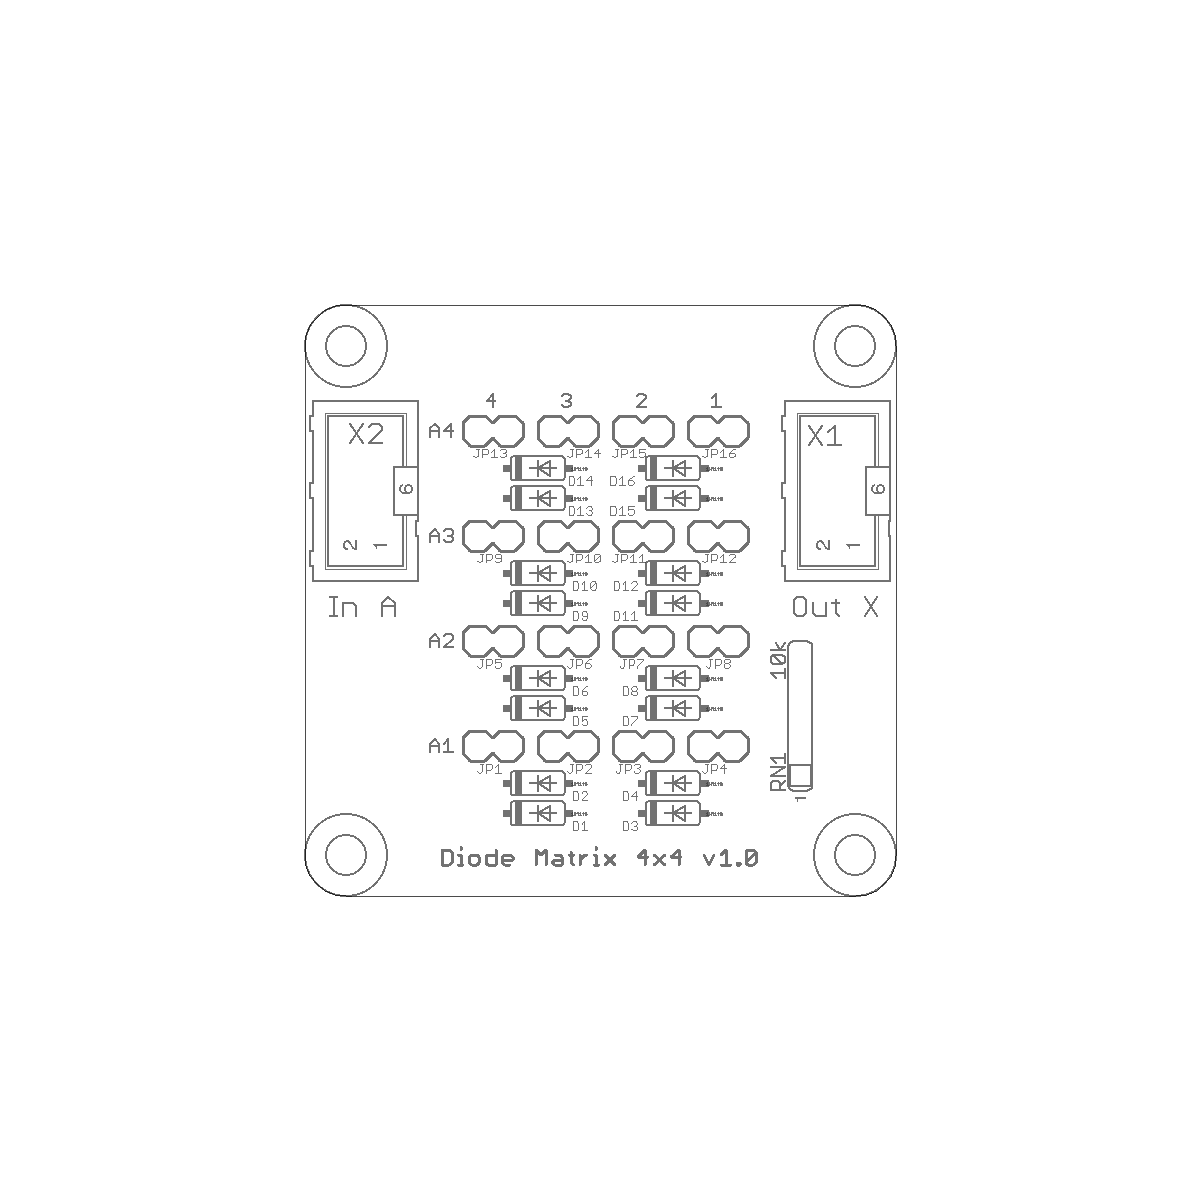 4 3 2 1
X2 A4 X1
JP13 JP14 JP15 JP16
D14 D16
6 6
D13 D15
A3
2 1 2 1
JP9 JP10 JP11 JP12
D10 D12
In A Out X
D9 D11
A2
10k
JP5 JP6 JP7 JP8
D6 D8
D5 D7
A1
JP1 JP2 JP3 JP4
RN1
D2 D4
1
D1 D3
Diode Matrix 4x4 v1.0